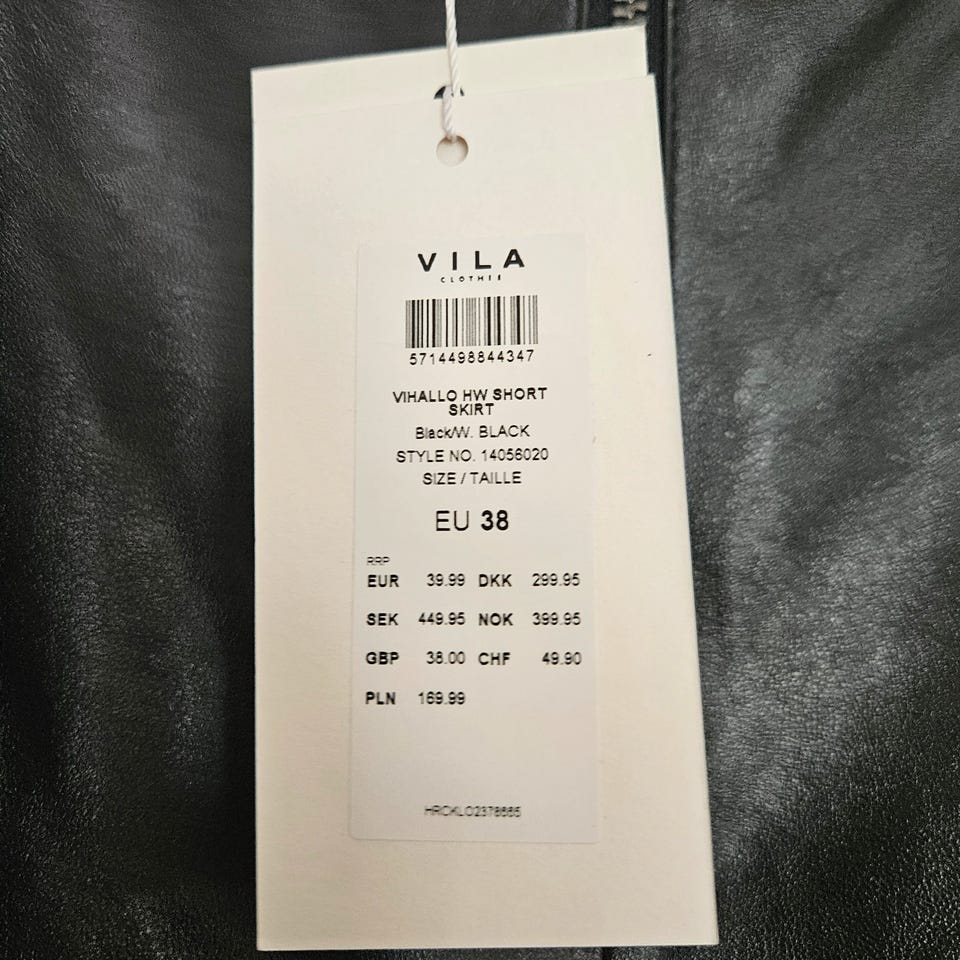 VILA
CLOTHES
5714498844347
VIHALLO HW SHORT
SKIRT
Black/W. BLACK
STYLE NO. 14056020
SIZE / TAILLE
EU 38
RRP
EUR 39.99 DKK 299.95
SEK 449.95 NOK 399.95
GBP 38.00 CHF 49.90
PLN 169.99